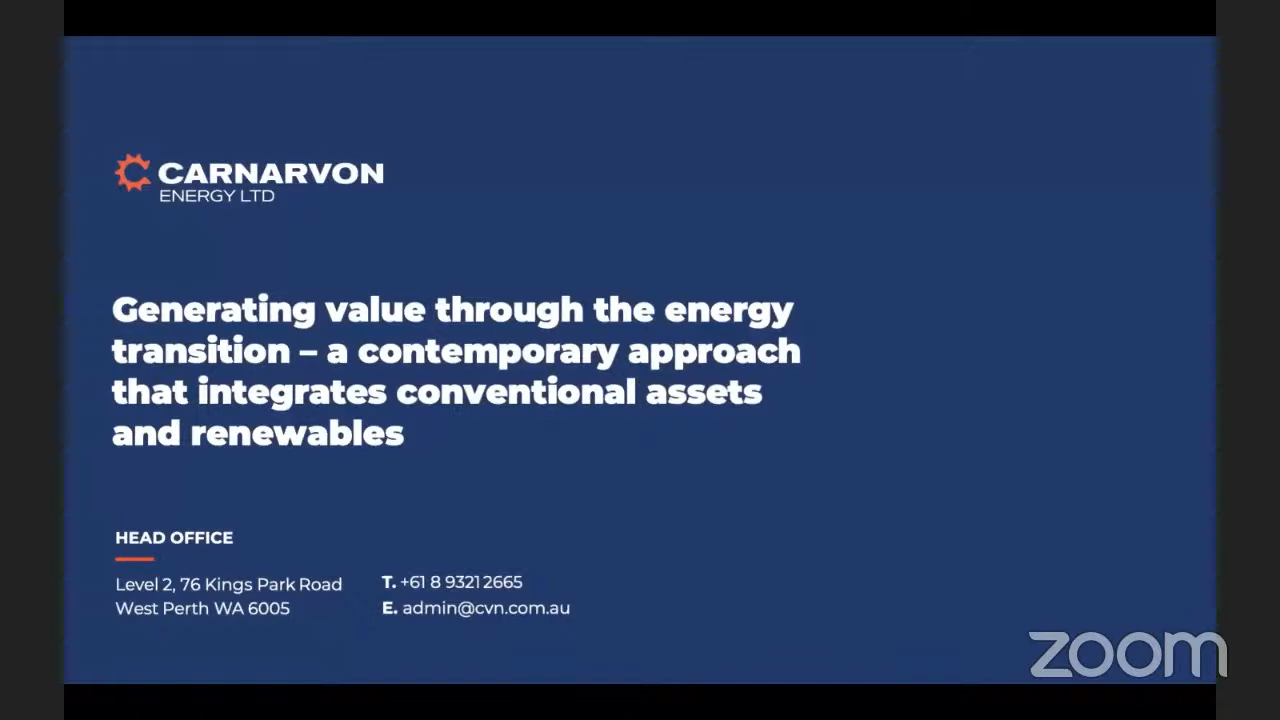 CARNARVON
ENERGY LTD
Generating value through the energy
transition – a contemporary approach
that integrates conventional assets
and renewables
HEAD OFFICE
Level 2, 76 Kings Park Road
West Perth WA 6005
T. +61 8 9321 2665
E. admin@cvn.com.au
zoom